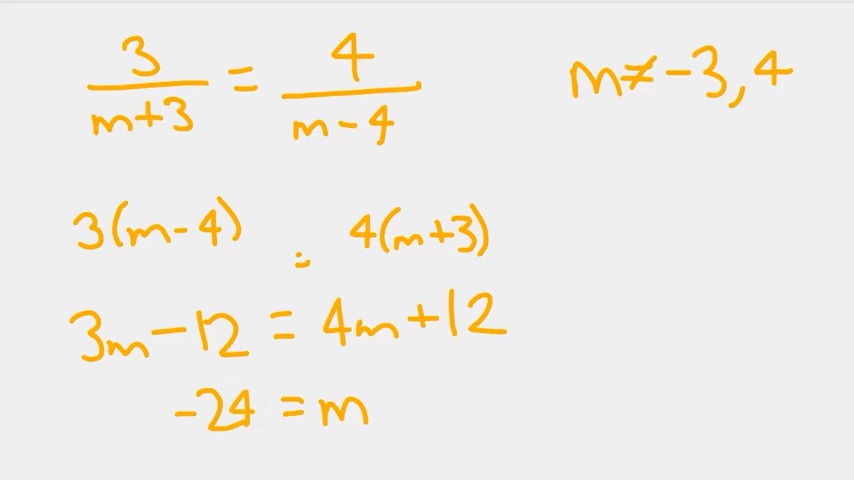 3/(m+3) = 4/(m-4)
m≠-3,4
3(m-4) = 4(m+3)
3m-12 = 4m+12
-24 = m